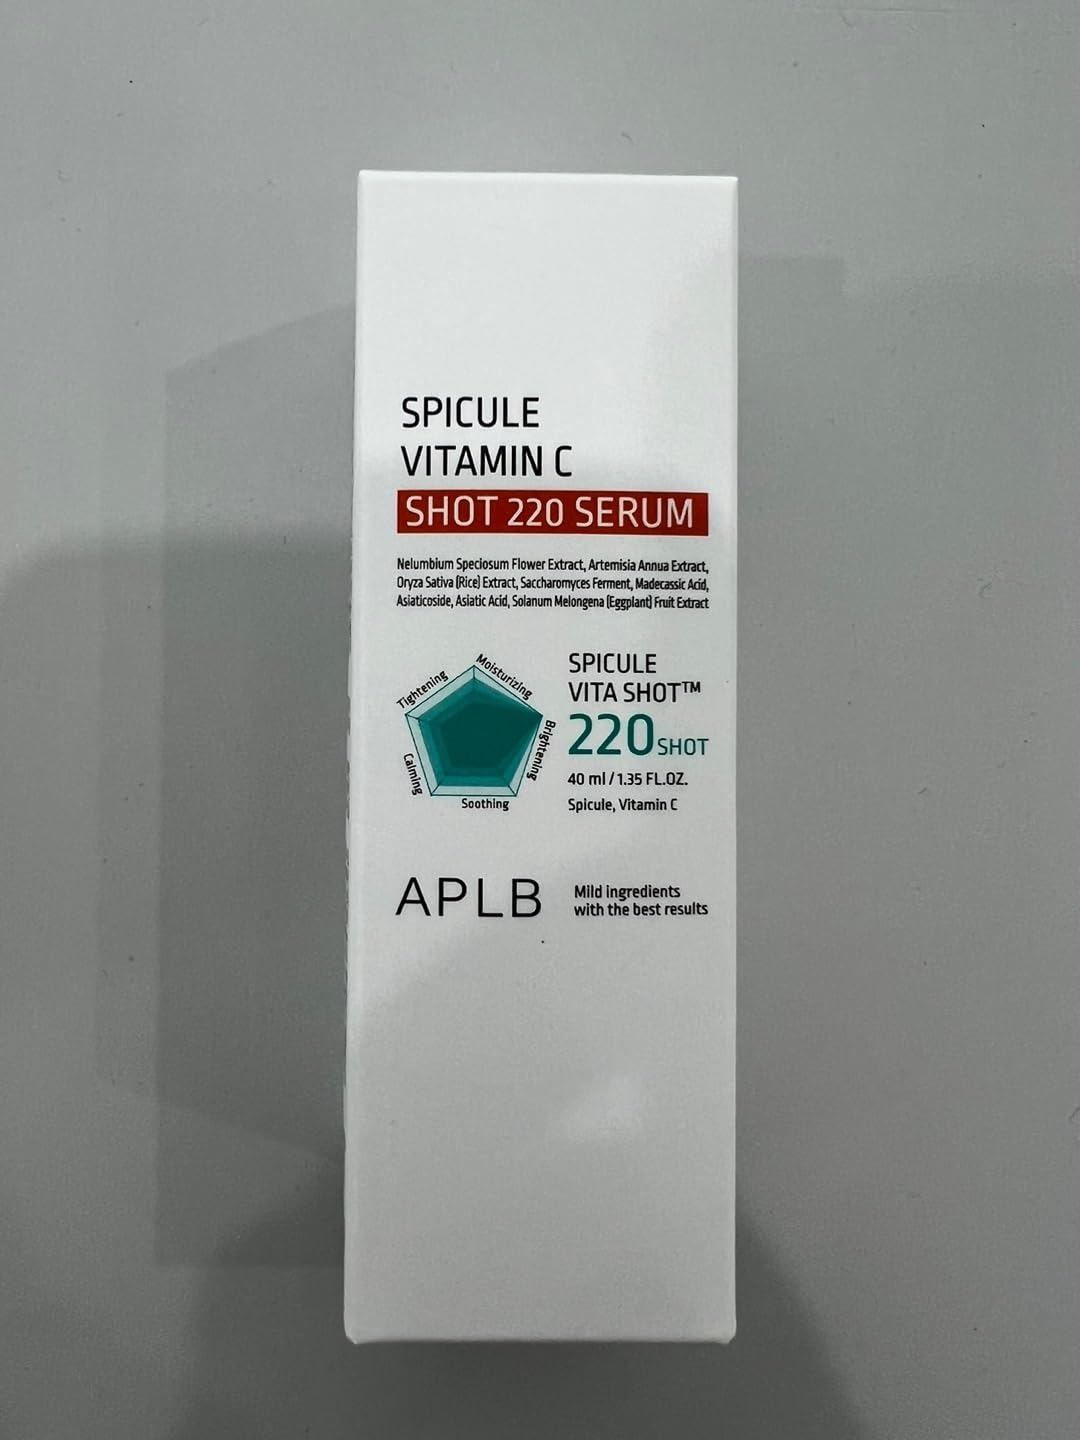 SPICULE
VITAMIN C
SHOT 220 SERUM
Nelumbium Speciosum Flower Extract, Artemisia Annua Extract,
Oryza Sativa (Rice) Extract, Saccharomyces Ferment, Madecassic Acid,
Asiaticoside, Asiatic Acid, Solanum Melongena (Eggplant) Fruit Extract
Moisturizing
Tightening
Brightening
Calming
Soothing
SPICULE
VITA SHOT™
220 SHOT
40 ml / 1.35 FL.OZ.
Spicule, Vitamin C
APLB
Mild ingredients
with the best results